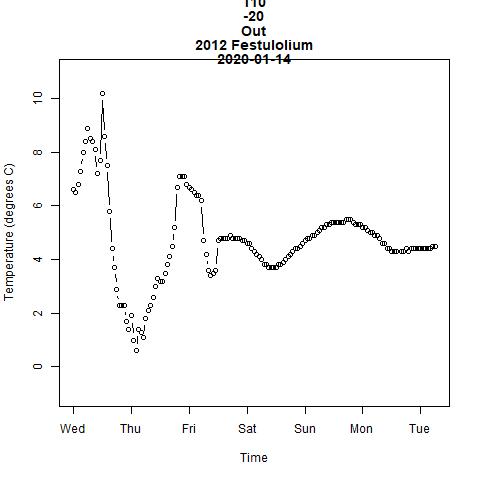 110
-20
Out
2012 Festulolium
2020-01-14
Temperature (degrees C)
10
8
6
4
2
0
Wed Thu Fri Sat Sun Mon Tue
Time